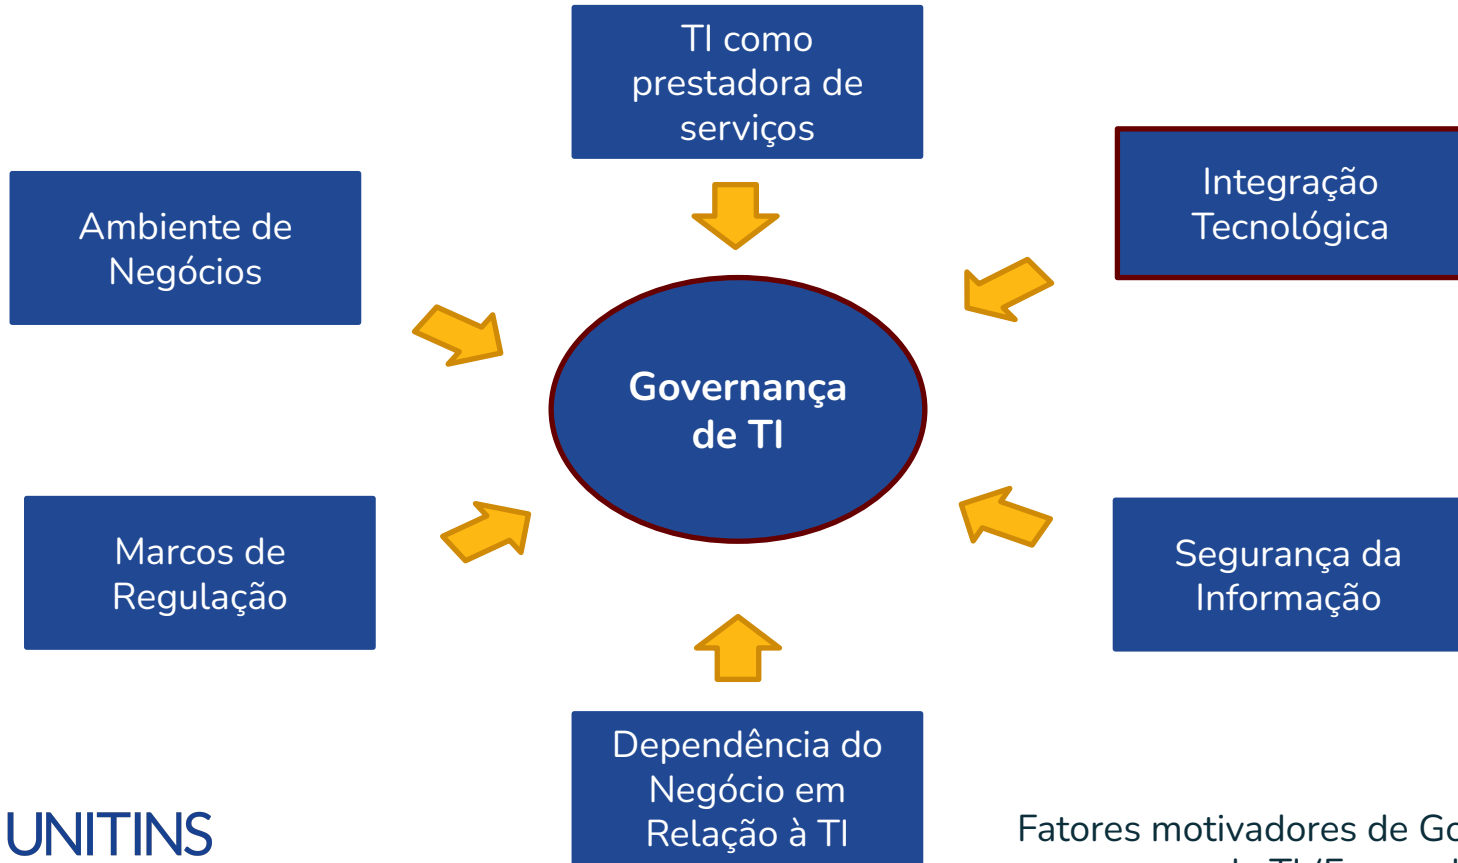 TI como
prestadora de
serviços
Integração
Tecnológica
Ambiente de
Negócios
Governança
de TI
Marcos de
Regulação
Segurança da
Informação
Dependência do
Negócio em
Relação à TI
UNITINS
Fatores motivadores de